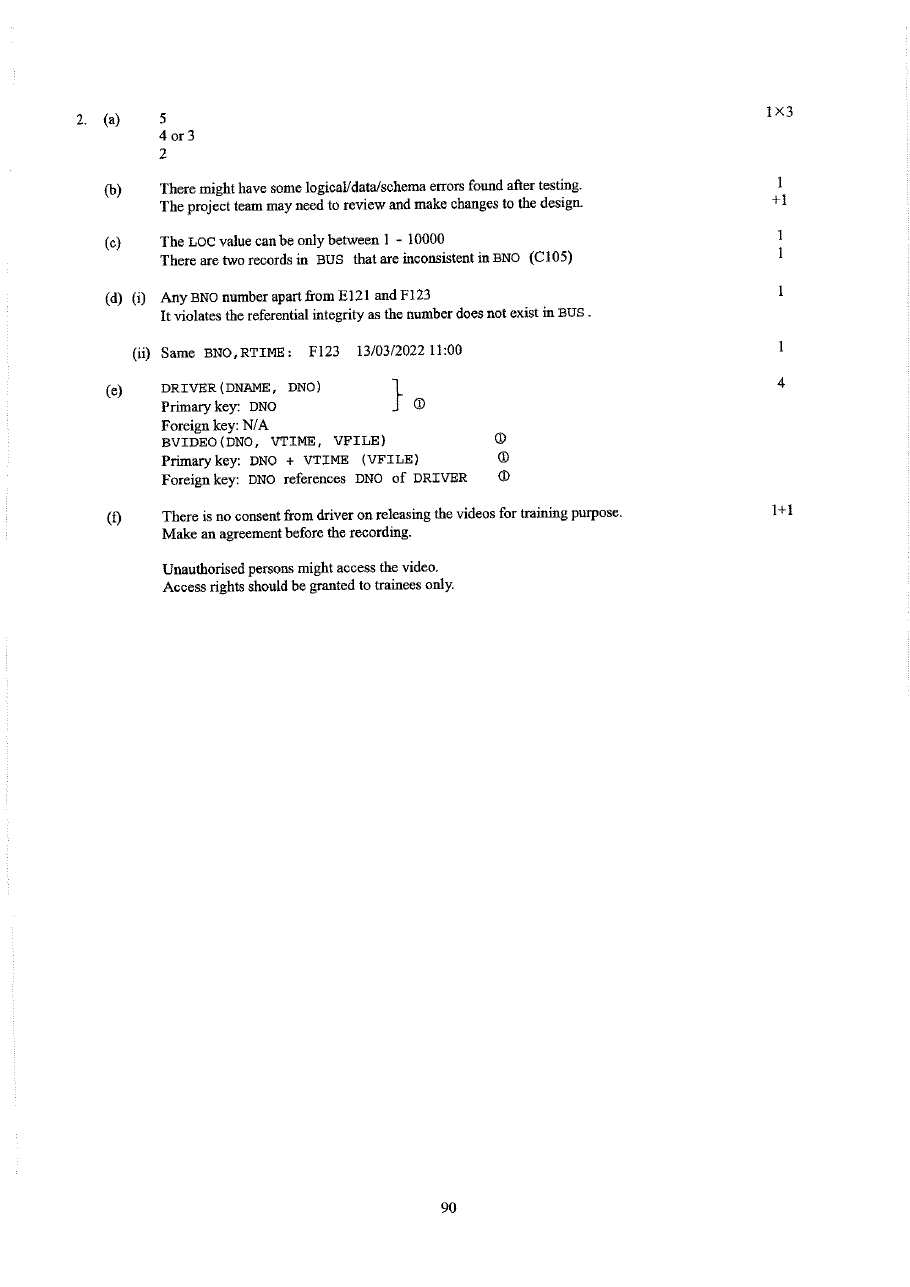 2. (a) 5 1×3
4 or 3
2
(b) There might have some logical/data/schema errors found after testing. 1
The project team may need to review and make changes to the design. +1
(c) The LOC value can be only between 1 - 10000 1
There are two records in BUS that are inconsistent in BNO (C105) 1
(d) (i) Any BNO number apart from E121 and F123 1
It violates the referential integrity as the number does not exist in BUS.
(ii) Same BNO,RTIME: F123 13/03/2022 11:00 1
(e) DRIVER(DNAME, DNO) 4
Primary key: DNO ①
Foreign key: N/A
BVIDEO(DNO, VTIME, VFILE) ①
Primary key: DNO + VTIME (VFILE) ①
Foreign key: DNO references DNO of DRIVER ①
(f) There is no consent from driver on releasing the videos for training purpose. 1+1
Make an agreement before the recording.
Unauthorised persons might access the video.
Access rights should be granted to trainees only.
90